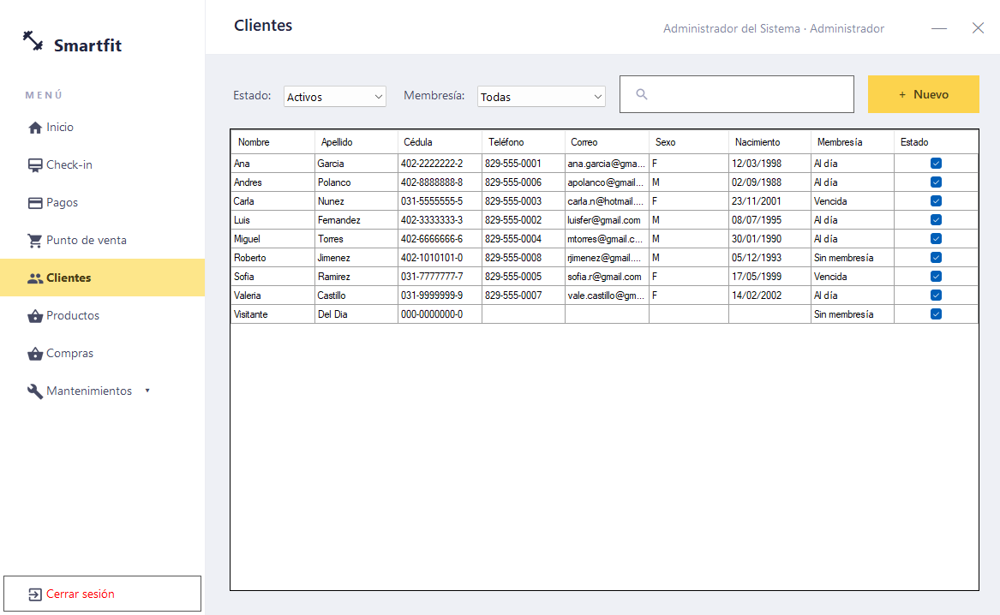 Smartfit
MENÚ
Inicio
Check-in
Pagos
Punto de venta
Clientes
Productos
Compras
Mantenimientos ▾
Cerrar sesión
Clientes
Administrador del Sistema · Administrador
Estado: Activos Membresía: Todas + Nuevo
Nombre Apellido Cédula Teléfono Correo Sexo Nacimiento Membresía Estado
Ana Garcia 402-2222222-2 829-555-0001 ana.garcia@gma... F 12/03/1998 Al día
Andres Polanco 402-8888888-8 829-555-0006 apolanco@gmail... M 02/09/1988 Al día
Carla Nunez 031-5555555-5 829-555-0003 carla.n@hotmail.... F 23/11/2001 Vencida
Luis Fernandez 402-3333333-3 829-555-0002 luisfer@gmail.com M 08/07/1995 Al día
Miguel Torres 402-6666666-6 829-555-0004 mtorres@gmail.c... M 30/01/1990 Al día
Roberto Jimenez 402-1010101-0 829-555-0008 rjimenez@gmail.... M 05/12/1993 Sin membresía
Sofia Ramirez 031-7777777-7 829-555-0005 sofia.r@gmail.com F 17/05/1999 Vencida
Valeria Castillo 031-9999999-9 829-555-0007 vale.castillo@gm... F 14/02/2002 Al día
Visitante Del Dia 000-0000000-0 Sin membresía